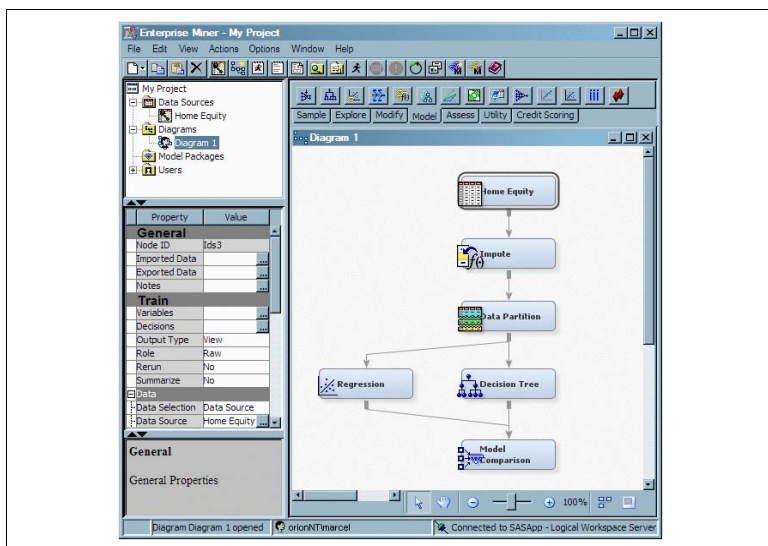 Enterprise Miner - My Project
File Edit View Actions Options Window Help
My Project
Data Sources
Home Equity
Diagrams
Diagram 1
Model Packages
Users
Sample Explore Modify Model Assess Utility Credit Scoring
Diagram 1
Property Value
General
Node ID Ids3
Imported Data ...
Exported Data ...
Notes ...
Train
Variables ...
Decisions ...
Output Type View
Role Raw
Rerun No
Summarize No
Data
Data Selection Data Source
Data Source Home Equity ...
General
General Properties
Home Equity
Impute
Data Partition
Regression
Decision Tree
Model
Comparison
100%
Diagram Diagram 1 opened
orionNT\marcel
Connected to SASApp - Logical Workspace Server